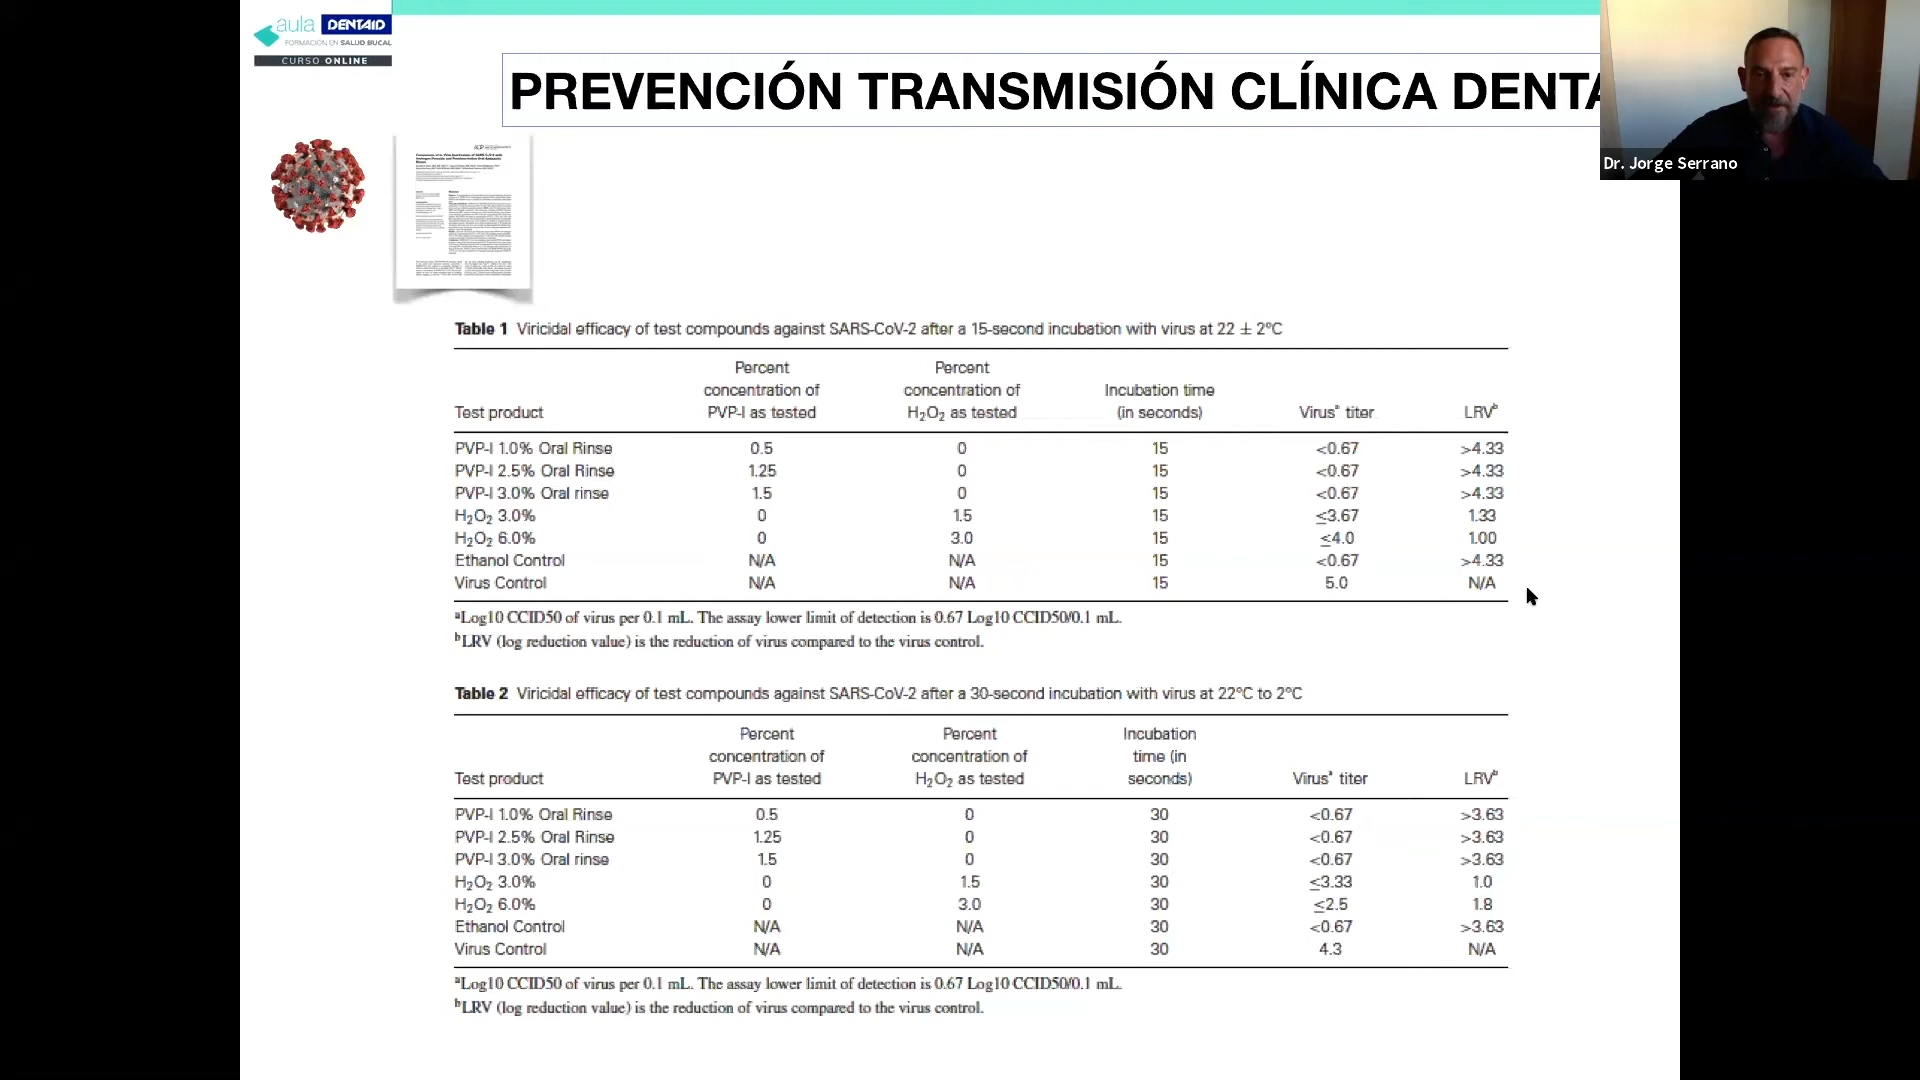 aula DENTAID
FORMACIÓN EN SALUD BUCAL
CURSO ONLINE
PREVENCIÓN TRANSMISIÓN CLÍNICA DENTA
Dr. Jorge Serrano
Table 1 Viricidal efficacy of test compounds against SARS-CoV-2 after a 15-second incubation with virus at 22 ± 2°C
Percent Percent
concentration of concentration of Incubation time
Test product PVP-I as tested H₂O₂ as tested (in seconds) Virusᵃ titer LRVᵇ
PVP-I 1.0% Oral Rinse 0.5 0 15 <0.67 >4.33
PVP-I 2.5% Oral Rinse 1.25 0 15 <0.67 >4.33
PVP-I 3.0% Oral rinse 1.5 0 15 <0.67 >4.33
H₂O₂ 3.0% 0 1.5 15 ≤3.67 1.33
H₂O₂ 6.0% 0 3.0 15 ≤4.0 1.00
Ethanol Control N/A N/A 15 <0.67 >4.33
Virus Control N/A N/A 15 5.0 N/A
ᵃLog10 CCID50 of virus per 0.1 mL. The assay lower limit of detection is 0.67 Log10 CCID50/0.1 mL.
ᵇLRV (log reduction value) is the reduction of virus compared to the virus control.
Table 2 Viricidal efficacy of test compounds against SARS-CoV-2 after a 30-second incubation with virus at 22°C to 2°C
Percent Percent Incubation
concentration of concentration of time (in
Test product PVP-I as tested H₂O₂ as tested seconds) Virusᵃ titer LRVᵇ
PVP-I 1.0% Oral Rinse 0.5 0 30 <0.67 >3.63
PVP-I 2.5% Oral Rinse 1.25 0 30 <0.67 >3.63
PVP-I 3.0% Oral rinse 1.5 0 30 <0.67 >3.63
H₂O₂ 3.0% 0 1.5 30 ≤3.33 1.0
H₂O₂ 6.0% 0 3.0 30 ≤2.5 1.8
Ethanol Control N/A N/A 30 <0.67 >3.63
Virus Control N/A N/A 30 4.3 N/A
ᵃLog10 CCID50 of virus per 0.1 mL. The assay lower limit of detection is 0.67 Log10 CCID50/0.1 mL.
ᵇLRV (log reduction value) is the reduction of virus compared to the virus control.